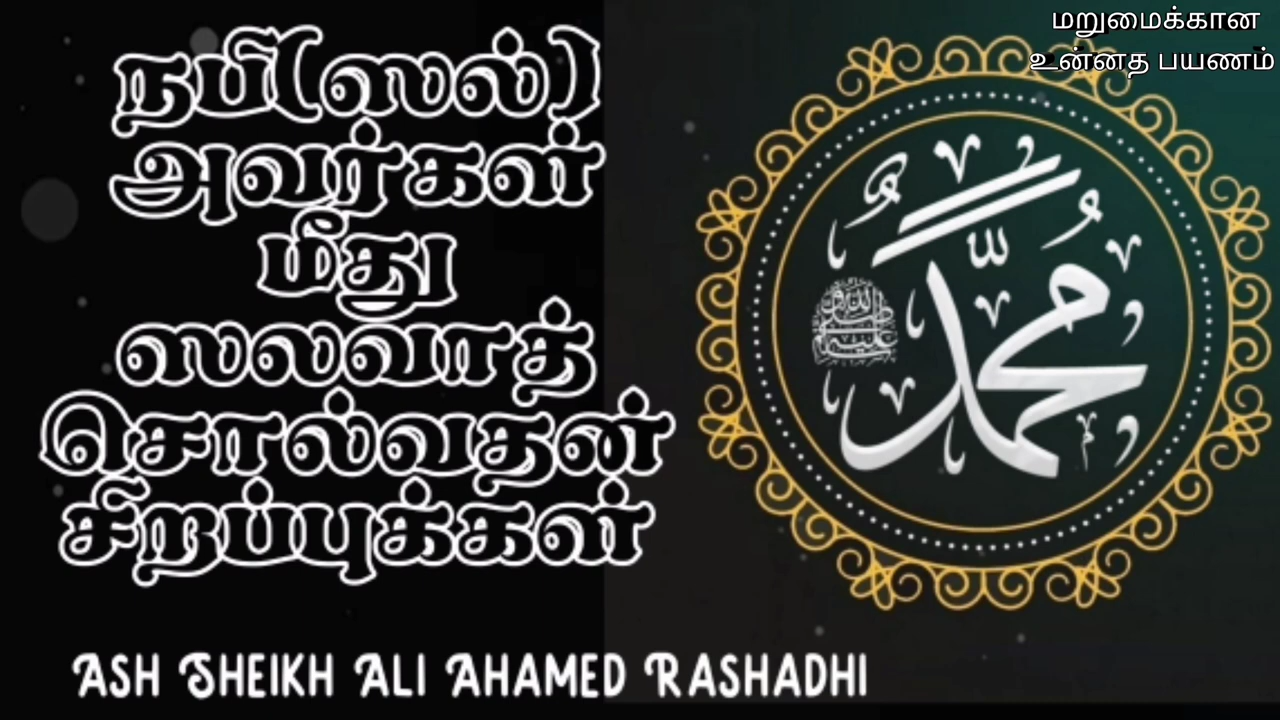 நபி(ஸல்)
அவர்கள்
மீது
ஸலவாத்
சொல்வதன்
சிறப்புக்கள்
ASH SHEIKH ALI AHAMED RASHADHI
மறுமைக்கான
உன்னத பயணம்
محمد
صلى الله عليه وسلم